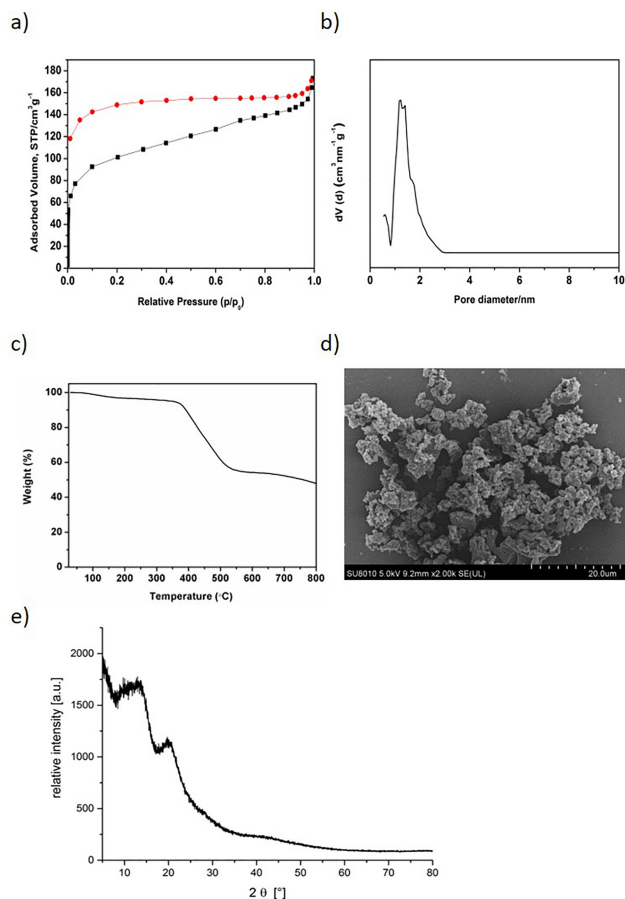 a)
b)
Adsorbed Volume, STP/cm³g⁻¹
180
160
140
120
100
80
60
40
20
0
0.0 0.2 0.4 0.6 0.8 1.0
Relative Pressure (p/p₀)
dV (d) (cm³ nm⁻¹ g⁻¹)
0 2 4 6 8 10
Pore diameter/nm
c)
d)
Weight (%)
100
80
60
40
20
0
100 200 300 400 500 600 700 800
Temperature (°C)
SU8010 5.0kV 9.2mm x2.00k SE(UL)
20.0um
e)
relative intensity [a.u.]
2000
1500
1000
500
0
10 20 30 40 50 60 70 80
2 θ [°]